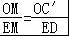 OM/EM = OC′/ED